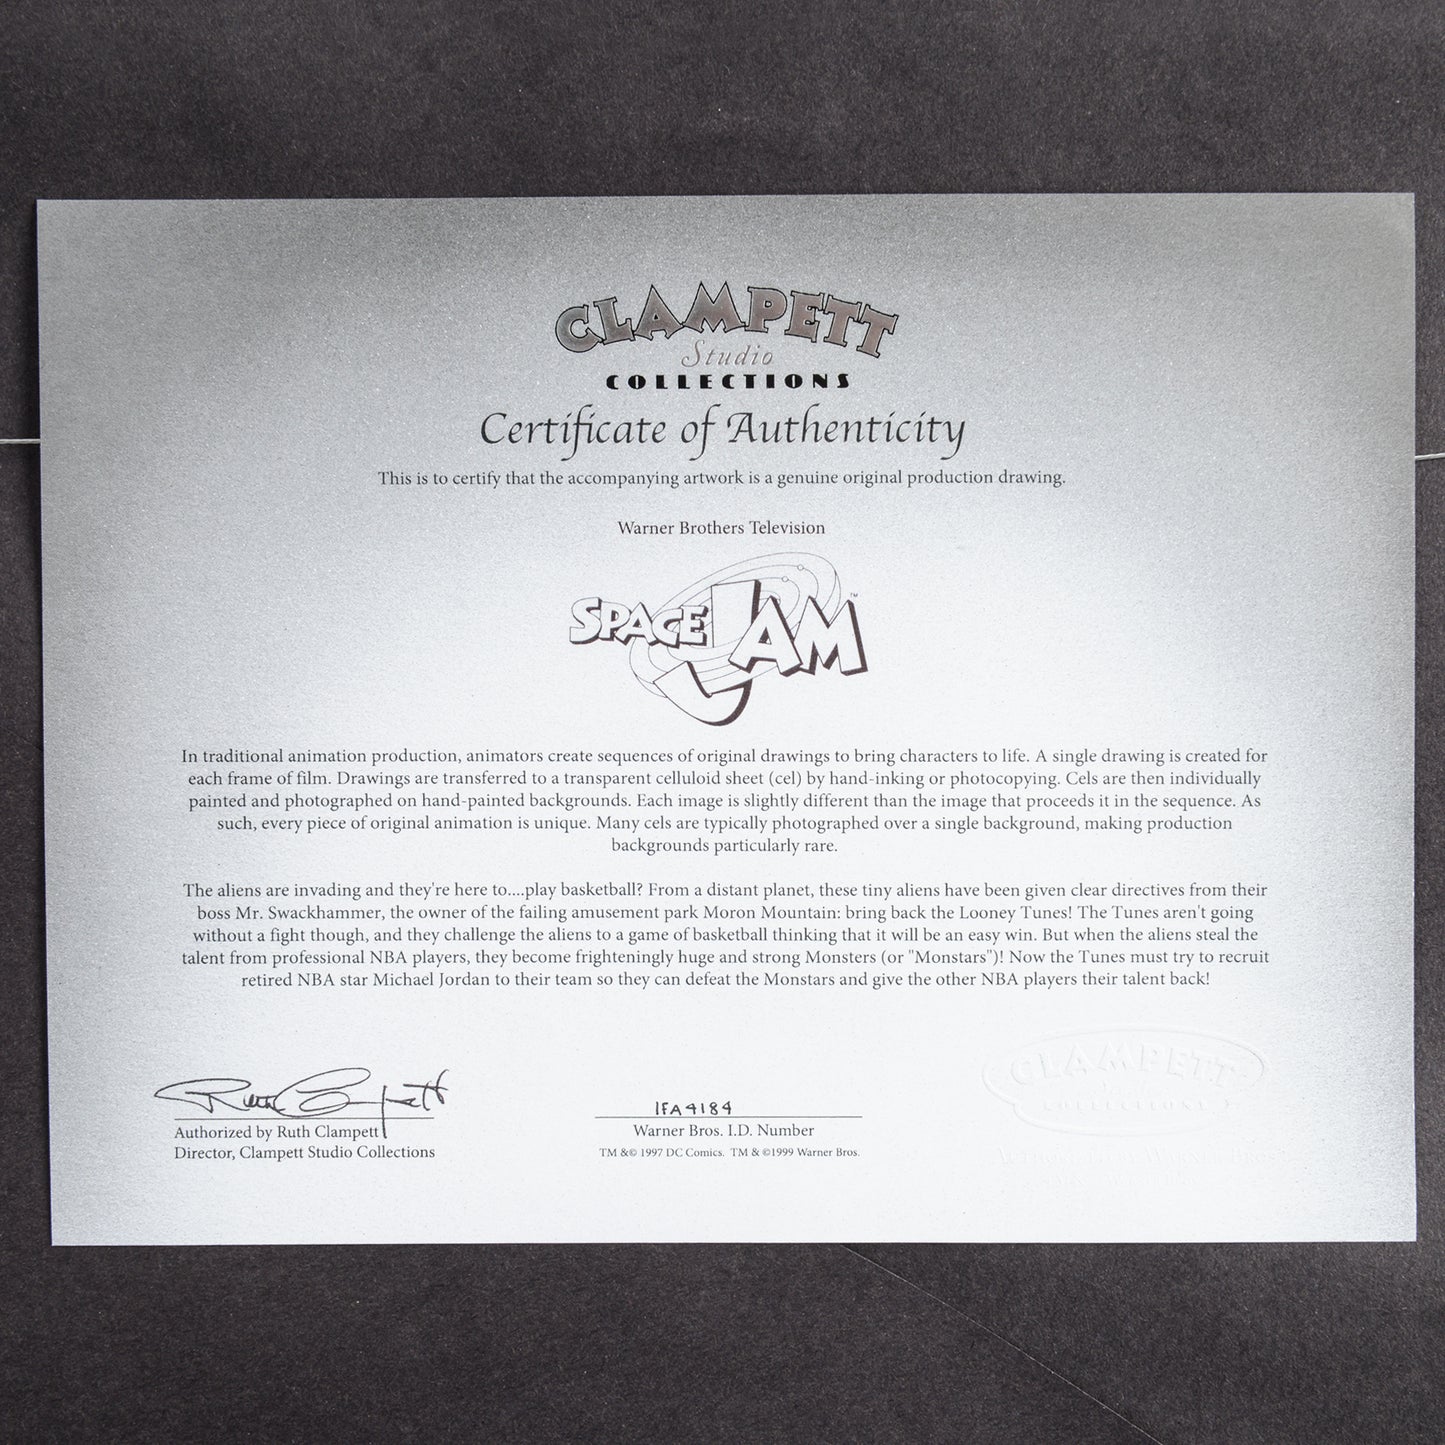 CLAMPETT
Studio
COLLECTIONS
Certificate of Authenticity
This is to certify that the accompanying artwork is a genuine original production drawing.
Warner Brothers Television
SPACE JAM ™
In traditional animation production, animators create sequences of original drawings to bring characters to life. A single drawing is created for
each frame of film. Drawings are transferred to a transparent celluloid sheet (cel) by hand-inking or photocopying. Cels are then individually
painted and photographed on hand-painted backgrounds. Each image is slightly different than the image that proceeds it in the sequence. As
such, every piece of original animation is unique. Many cels are typically photographed over a single background, making production
backgrounds particularly rare.
The aliens are invading and they're here to....play basketball? From a distant planet, these tiny aliens have been given clear directives from their
boss Mr. Swackhammer, the owner of the failing amusement park Moron Mountain: bring back the Looney Tunes! The Tunes aren't going
without a fight though, and they challenge the aliens to a game of basketball thinking that it will be an easy win. But when the aliens steal the
talent from professional NBA players, they become frighteningly huge and strong Monsters (or "Monstars")! Now the Tunes must try to recruit
retired NBA star Michael Jordan to their team so they can defeat the Monstars and give the other NBA players their talent back!
Ruth Clampett
Authorized by Ruth Clampett
Director, Clampett Studio Collections
1FA4184
Warner Bros. I.D. Number
TM &© 1997 DC Comics. TM & ©1999 Warner Bros.
CLAMPETT
COLLECTIONS